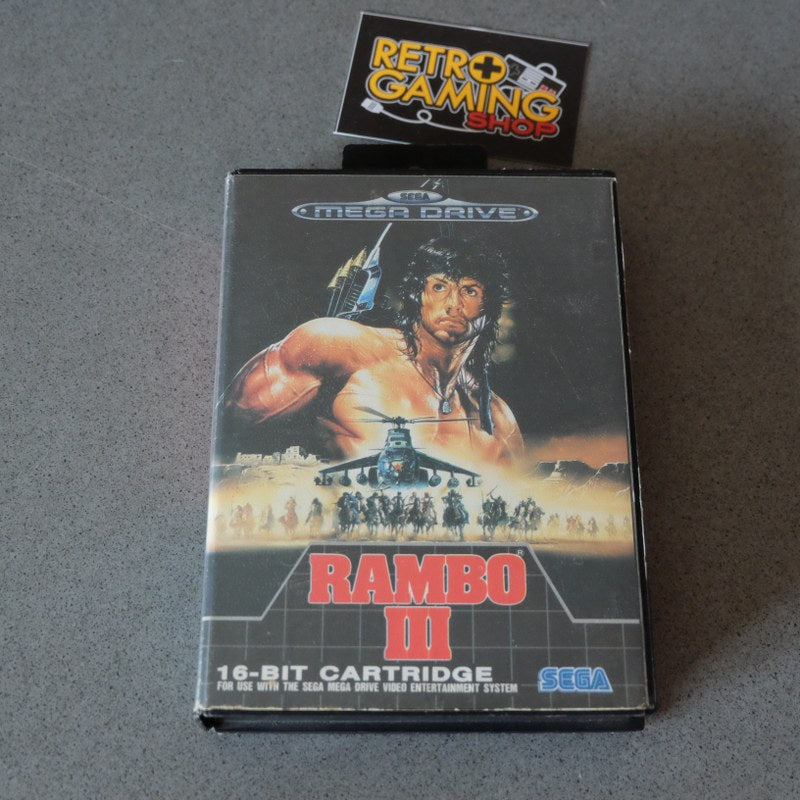 RETRO
GAMING
SHOP
SEGA
MEGA DRIVE
RAMBO ®
III
16-BIT CARTRIDGE
FOR USE WITH THE SEGA MEGA DRIVE VIDEO ENTERTAINMENT SYSTEM
SEGA